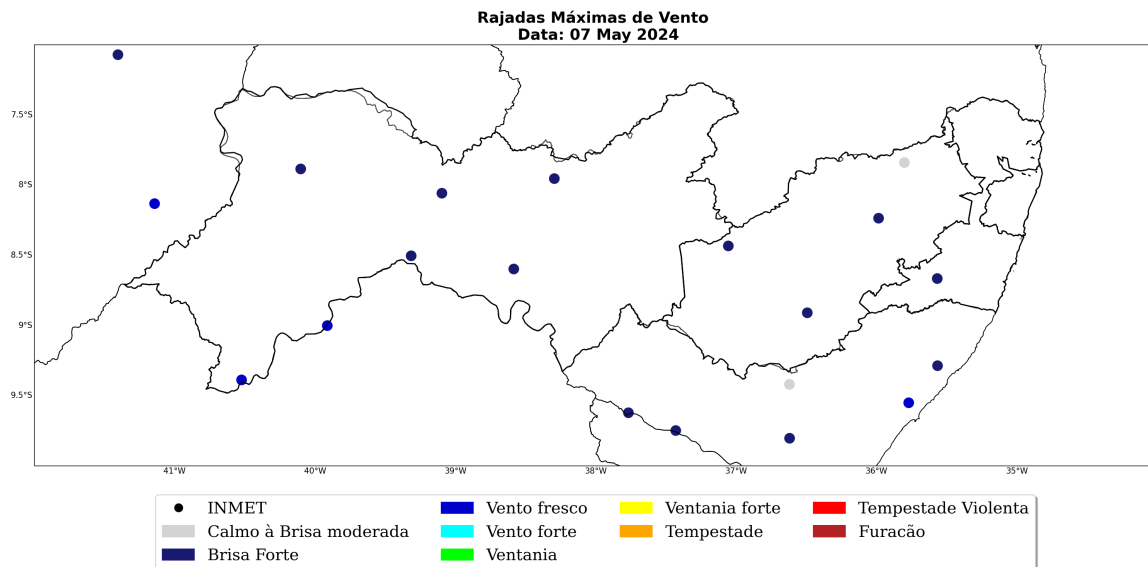 Rajadas Máximas de Vento
Data: 07 May 2024
7.5°S
8°S
8.5°S
9°S
9.5°S
41°W 40°W 39°W 38°W 37°W 36°W 35°W
INMET
Calmo à Brisa moderada
Brisa Forte
Vento fresco
Vento forte
Ventania
Ventania forte
Tempestade
Tempestade Violenta
Furacão